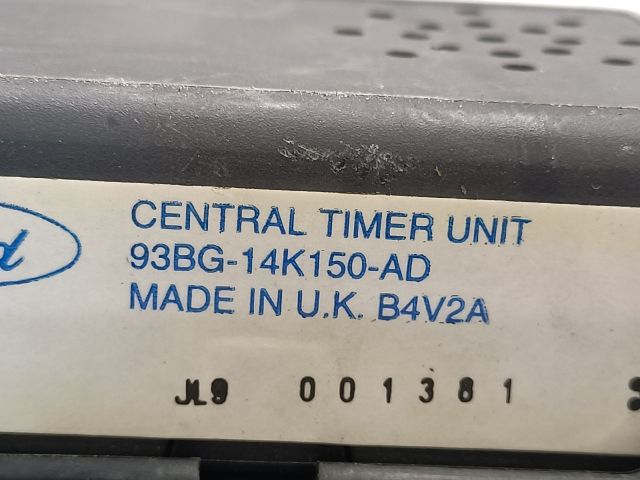 CENTRAL TIMER UNIT
93BG-14K150-AD
MADE IN U.K. B4V2A
JL9 001381